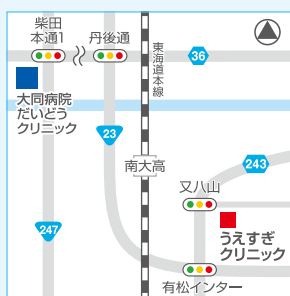 柴田
本通1
丹後通
東海道本線
36
大同病院
だいどう
クリニック
23
南大高
243
又八山
うえすぎ
クリニック
247
有松インター